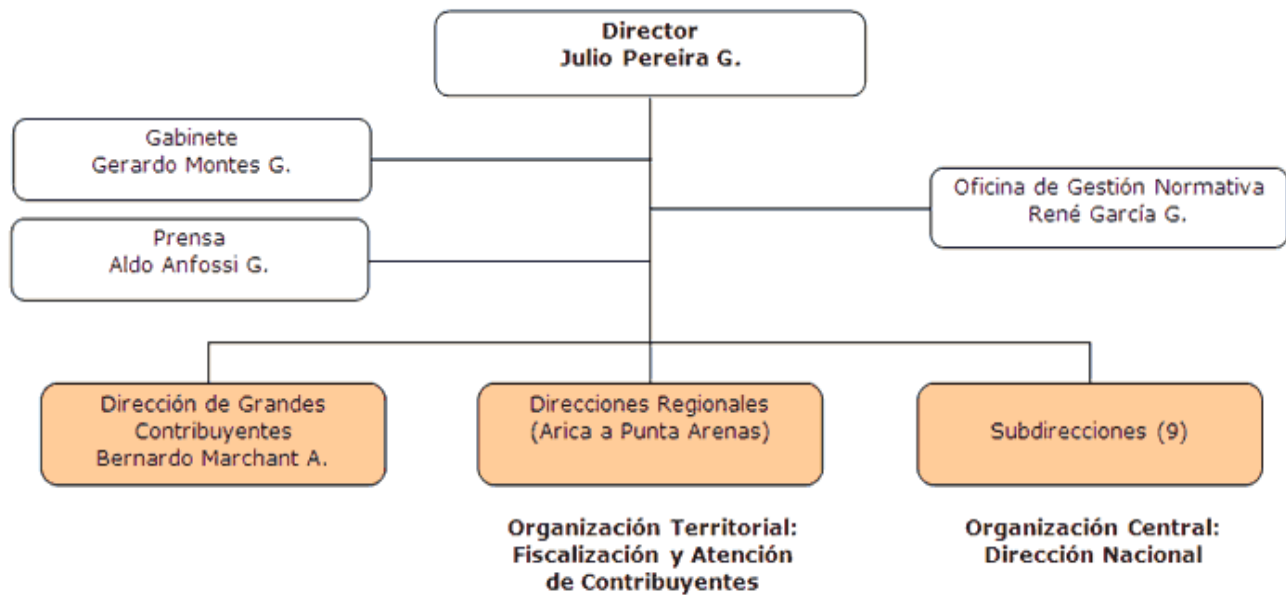 Director
Julio Pereira G.
Gabinete
Gerardo Montes G.
Oficina de Gestión Normativa
René García G.
Prensa
Aldo Anfossi G.
Dirección de Grandes
Contribuyentes
Bernardo Marchant A.
Direcciones Regionales
(Arica a Punta Arenas)
Subdirecciones (9)
Organización Territorial:
Fiscalización y Atención
de Contribuyentes
Organización Central:
Dirección Nacional